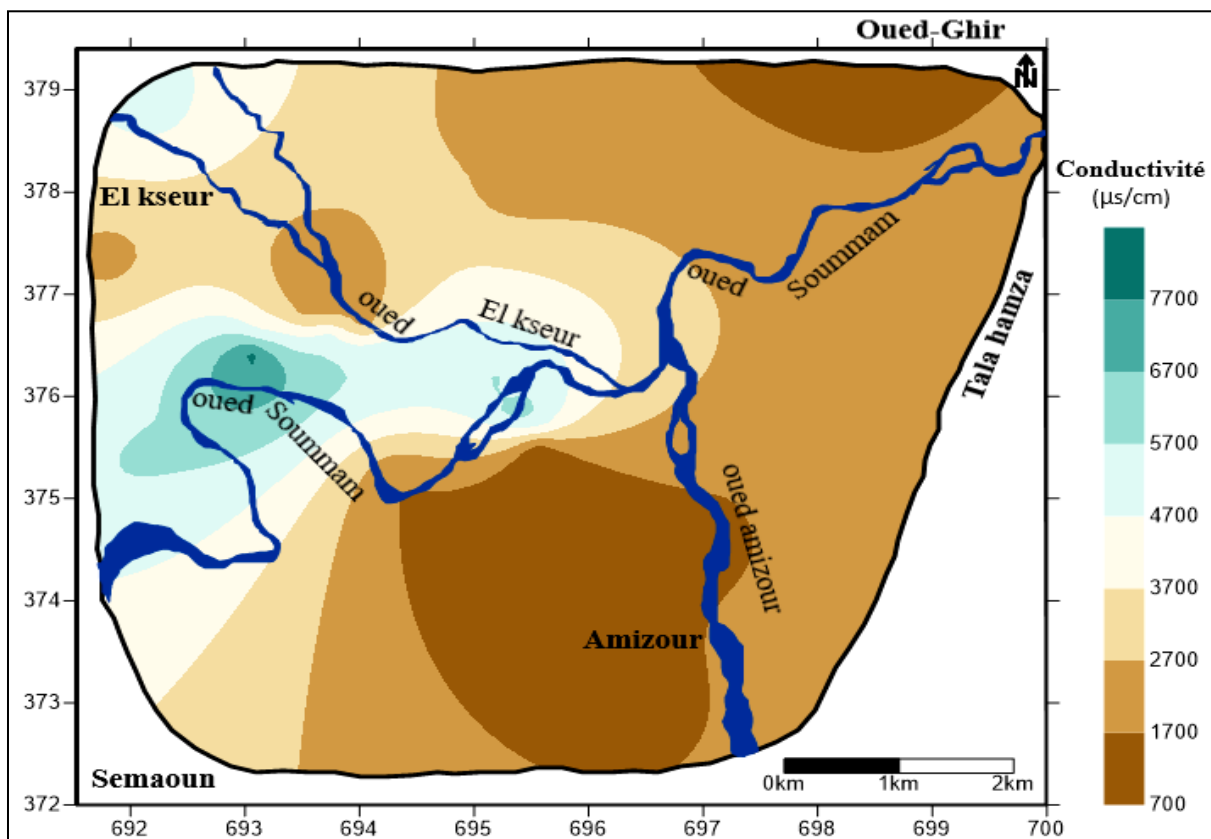 Oued-Ghir
N
379
378
377
376
375
374
373
372
El kseur
oued
El kseur
oued
Soummam
oued
Soummam
oued amizour
Amizour
Semaoun
Tala hamza
0km 1km 2km
692 693 694 695 696 697 698 699 700
Conductivité
(µs/cm)
7700
6700
5700
4700
3700
2700
1700
700